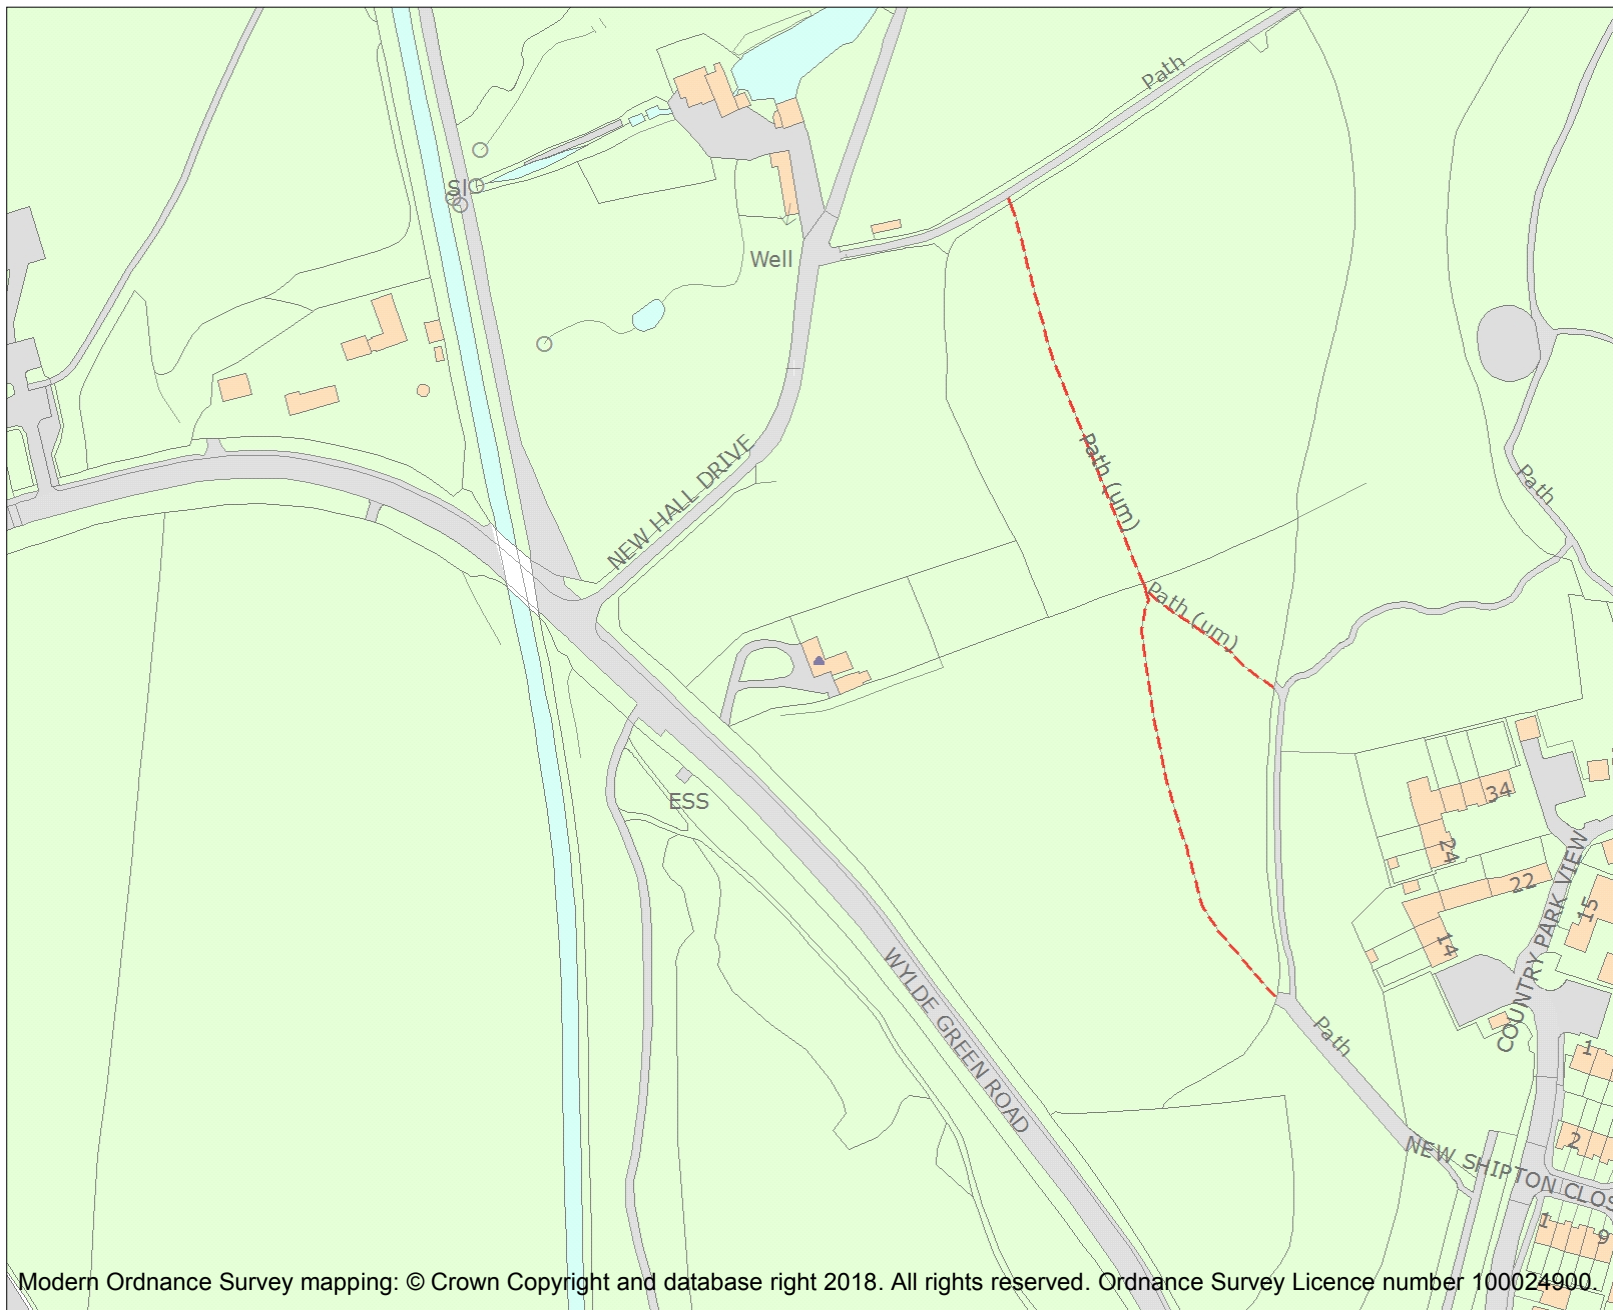 Path
Sl
Well
NEW HALL DRIVE
Path (um)
Path
Path (um)
ESS
34
24
22
15
14
COUNTRY PARK VIEW
WYLDE GREEN ROAD
Path
1
2
NEW SHIPTON CLOS
1
9
Modern Ordnance Survey mapping: © Crown Copyright and database right 2018. All rights reserved. Ordnance Survey Licence number 100024900.